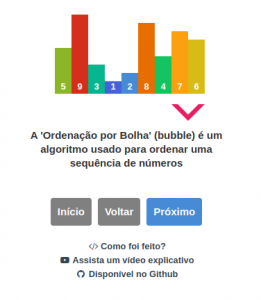 5 9 3 1 2 8 4 7 6
A 'Ordenação por Bolha' (bubble) é um
algoritmo usado para ordenar uma
sequência de números
Início Voltar Próximo
Como foi feito?
Assista um vídeo explicativo
Disponível no Github